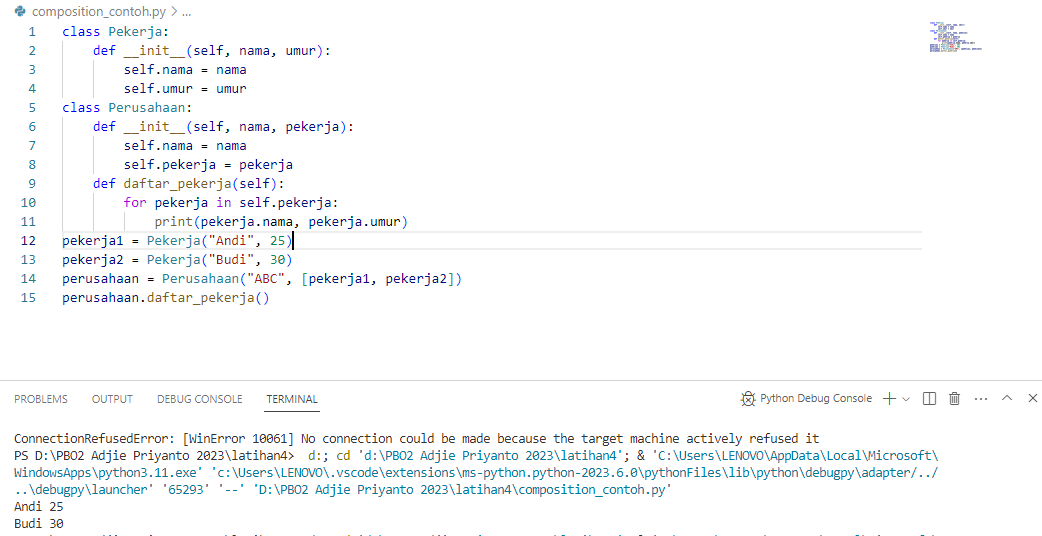 composition_contoh.py > ...
1 class Pekerja:
2     def __init__(self, nama, umur):
3         self.nama = nama
4         self.umur = umur
5 class Perusahaan:
6     def __init__(self, nama, pekerja):
7         self.nama = nama
8         self.pekerja = pekerja
9     def daftar_pekerja(self):
10         for pekerja in self.pekerja:
11             print(pekerja.nama, pekerja.umur)
12 pekerja1 = Pekerja("Andi", 25)
13 pekerja2 = Pekerja("Budi", 30)
14 perusahaan = Perusahaan("ABC", [pekerja1, pekerja2])
15 perusahaan.daftar_pekerja()
PROBLEMS OUTPUT DEBUG CONSOLE TERMINAL Python Debug Console
ConnectionRefusedError: [WinError 10061] No connection could be made because the target machine actively refused it
PS D:\PBO2 Adjie Priyanto 2023\latihan4>  d:; cd 'd:\PBO2 Adjie Priyanto 2023\latihan4'; & 'C:\Users\LENOVO\AppData\Local\Microsoft\
WindowsApps\python3.11.exe' 'c:\Users\LENOVO\.vscode\extensions\ms-python.python-2023.6.0\pythonFiles\lib\python\debugpy\adapter/../
..\debugpy\launcher' '65293' '--' 'D:\PBO2 Adjie Priyanto 2023\latihan4\composition_contoh.py'
Andi 25
Budi 30